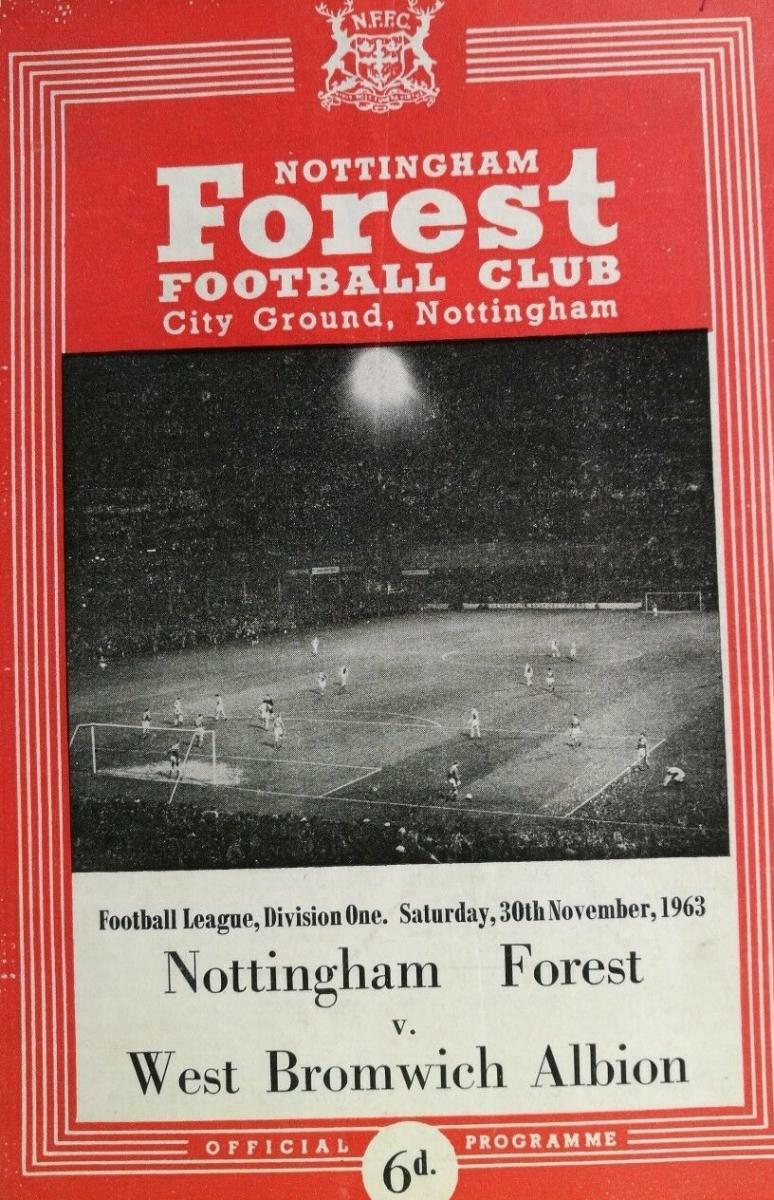 N.F.F.C.
NOTTINGHAM
Forest
FOOTBALL CLUB
City Ground, Nottingham
Football League, Division One. Saturday, 30th November, 1963
Nottingham Forest
v.
West Bromwich Albion
OFFICIAL PROGRAMME
6d.